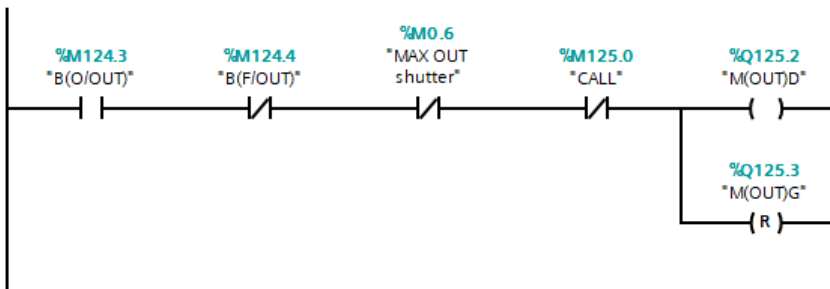 %M124.3
"B(O/OUT)"
%M124.4
"B(F/OUT)"
%M0.6
"MAX OUT
shutter"
%M125.0
"CALL"
%Q125.2
"M(OUT)D"
%Q125.3
"M(OUT)G"
R